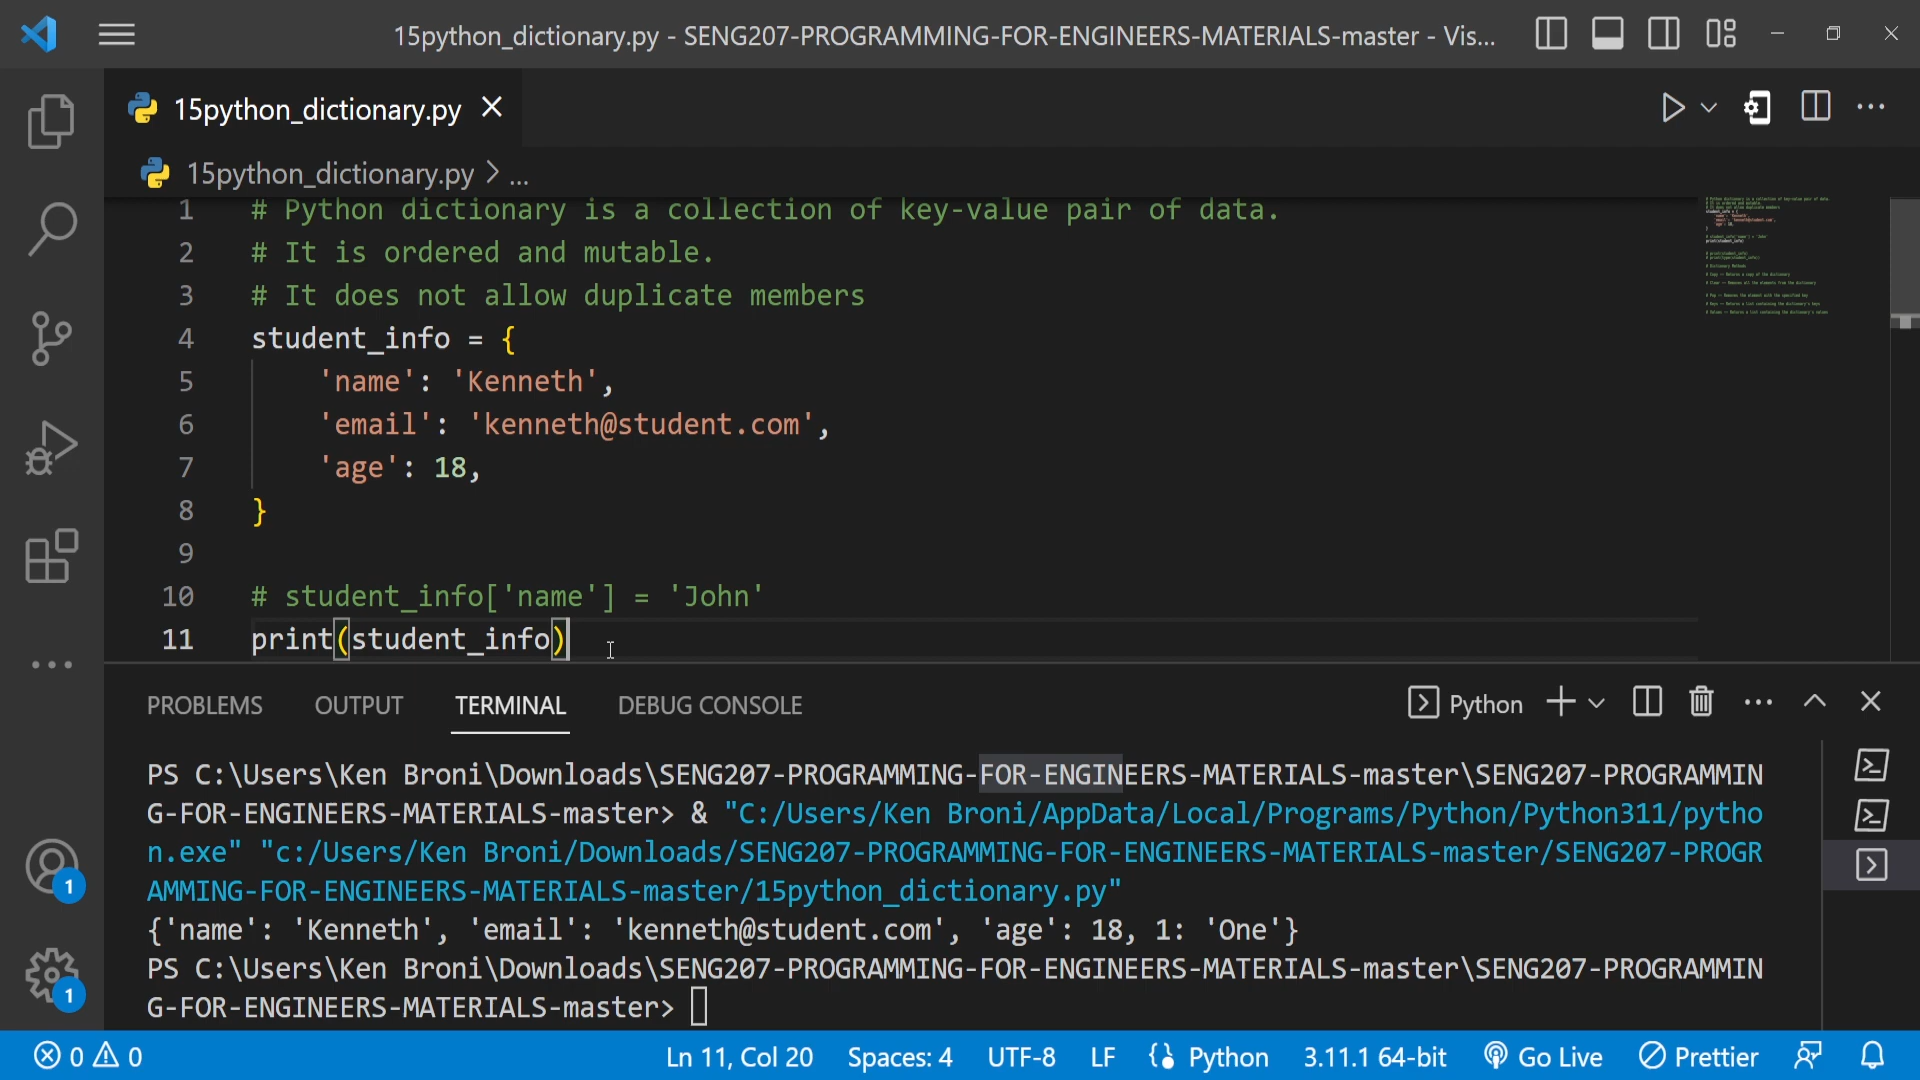 15python_dictionary.py - SENG207-PROGRAMMING-FOR-ENGINEERS-MATERIALS-master - Vis...
15python_dictionary.py
15python_dictionary.py > ...
1 # Python dictionary is a collection of key-value pair of data.
2 # It is ordered and mutable.
3 # It does not allow duplicate members
4 student_info = {
5 'name': 'Kenneth',
6 'email': 'kenneth@student.com',
7 'age': 18,
8 }
9
10 # student_info['name'] = 'John'
11 print(student_info)
PROBLEMS OUTPUT TERMINAL DEBUG CONSOLE Python
PS C:\Users\Ken Broni\Downloads\SENG207-PROGRAMMING-FOR-ENGINEERS-MATERIALS-master\SENG207-PROGRAMMIN
G-FOR-ENGINEERS-MATERIALS-master> & "C:/Users/Ken Broni/AppData/Local/Programs/Python/Python311/pytho
n.exe" "c:/Users/Ken Broni/Downloads/SENG207-PROGRAMMING-FOR-ENGINEERS-MATERIALS-master/SENG207-PROGR
AMMING-FOR-ENGINEERS-MATERIALS-master/15python_dictionary.py"
{'name': 'Kenneth', 'email': 'kenneth@student.com', 'age': 18, 1: 'One'}
PS C:\Users\Ken Broni\Downloads\SENG207-PROGRAMMING-FOR-ENGINEERS-MATERIALS-master\SENG207-PROGRAMMIN
G-FOR-ENGINEERS-MATERIALS-master>
1
1
0 0 Ln 11, Col 20 Spaces: 4 UTF-8 LF Python 3.11.1 64-bit Go Live Prettier